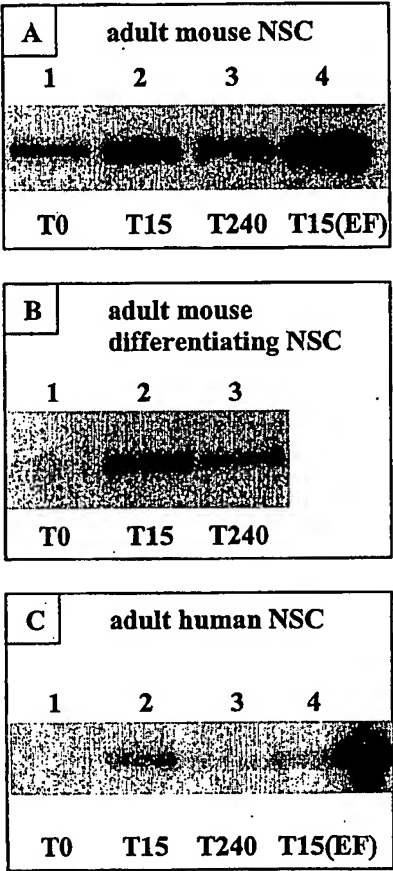 A adult mouse NSC
1 2 3 4
T0 T15 T240 T15(EF)
B adult mouse
differentiating NSC
1 2 3
T0 T15 T240
C adult human NSC
1 2 3 4
T0 T15 T240 T15(EF)